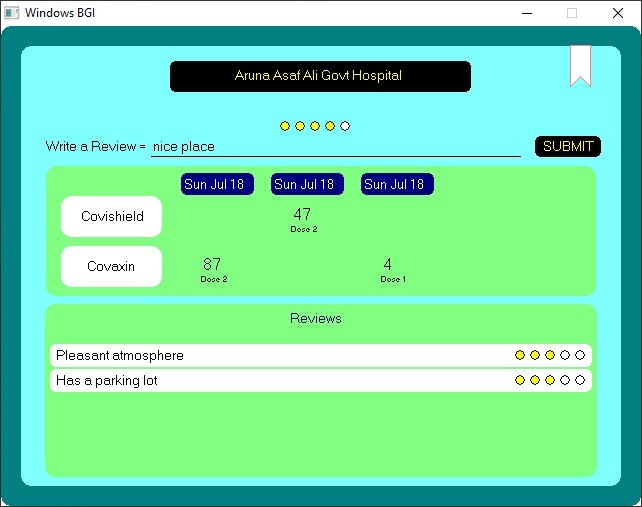 Windows BGI
Aruna Asaf Ali Govt Hospital
Write a Review = nice place SUBMIT
Sun Jul 18 Sun Jul 18 Sun Jul 18
Covishield 47
Dose 2
Covaxin 87 4
Dose 2 Dose 1
Reviews
Pleasant atmosphere
Has a parking lot